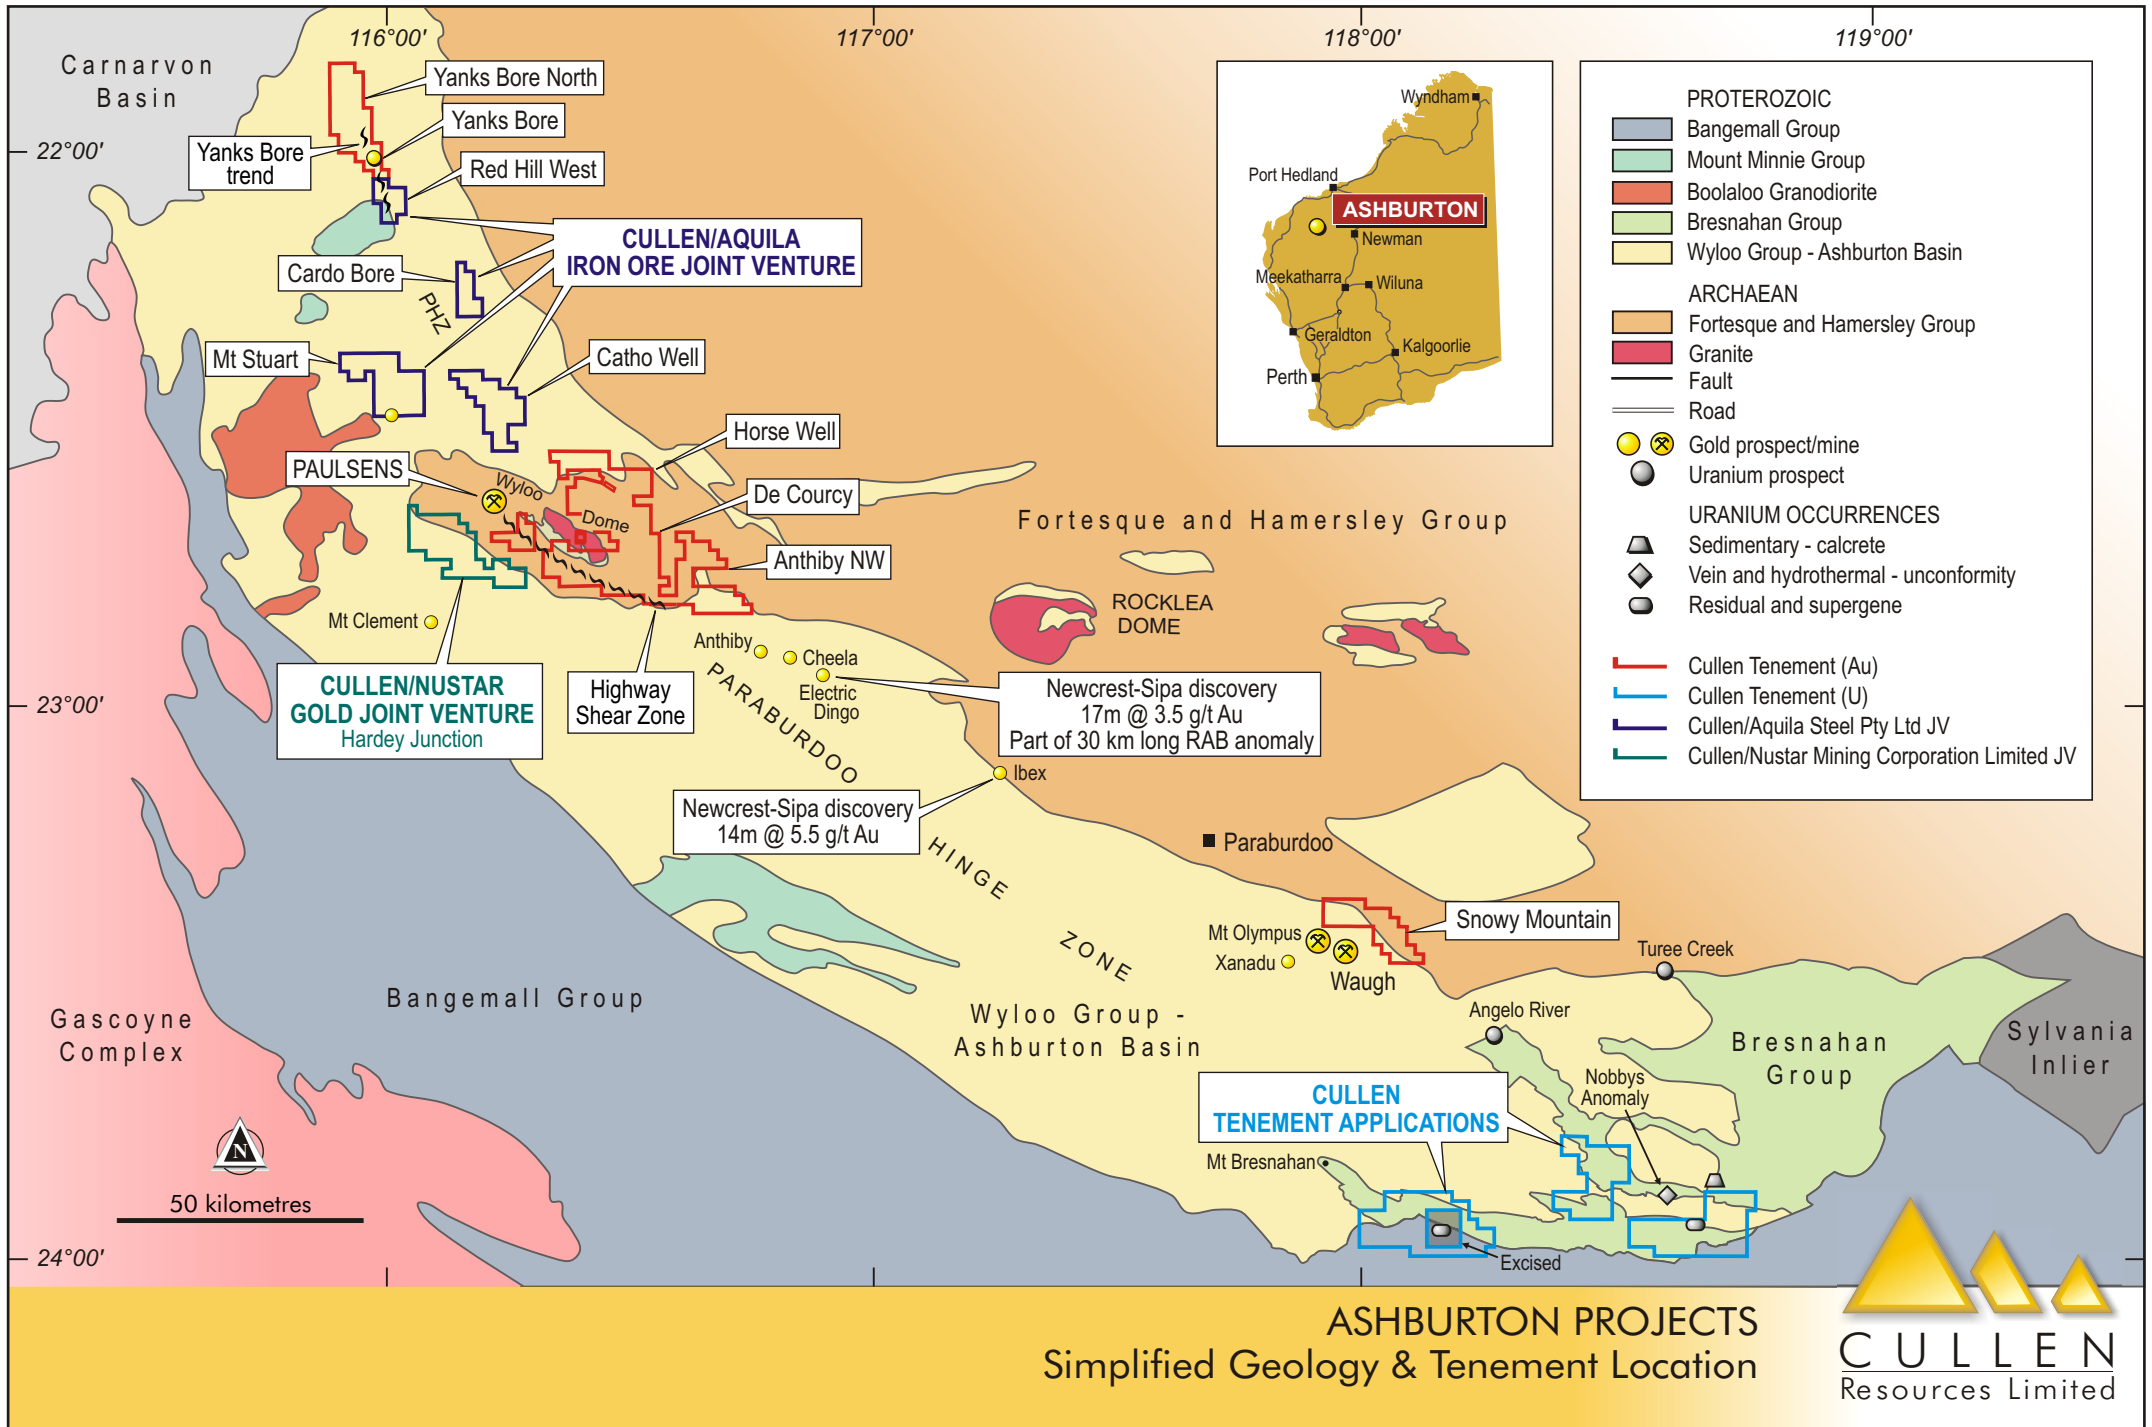 116°00'
117°00'
118°00'
119°00'
22°00'
23°00'
24°00'
Carnarvon
Basin
Yanks Bore North
Yanks Bore
Yanks Bore
trend
Red Hill West
CULLEN/AQUILA
IRON ORE JOINT VENTURE
Cardo Bore
PHZ
Mt Stuart
Catho Well
Horse Well
PAULSENS
Wyloo
Dome
De Courcy
Anthiby NW
Fortesque and Hamersley Group
ROCKLEA
DOME
Mt Clement
Anthiby
Cheela
Electric
Dingo
CULLEN/NUSTAR
GOLD JOINT VENTURE
Hardey Junction
Highway
Shear Zone
Newcrest-Sipa discovery
17m @ 3.5 g/t Au
Part of 30 km long RAB anomaly
PARABURDOO
HINGE
ZONE
Ibex
Newcrest-Sipa discovery
14m @ 5.5 g/t Au
Paraburdoo
Snowy Mountain
Mt Olympus
Xanadu
Waugh
Turee Creek
Angelo River
Bangemall Group
Gascoyne
Complex
Wyloo Group -
Ashburton Basin
Bresnahan
Group
Sylvania
Inlier
Nobbys
Anomaly
CULLEN
TENEMENT APPLICATIONS
Mt Bresnahan
Excised
N
50 kilometres
Wyndham
Port Hedland
ASHBURTON
Newman
Meekatharra
Wiluna
Geraldton
Kalgoorlie
Perth
PROTEROZOIC
Bangemall Group
Mount Minnie Group
Boolaloo Granodiorite
Bresnahan Group
Wyloo Group - Ashburton Basin
ARCHAEAN
Fortesque and Hamersley Group
Granite
Fault
Road
Gold prospect/mine
Uranium prospect
URANIUM OCCURRENCES
Sedimentary - calcrete
Vein and hydrothermal - unconformity
Residual and supergene
Cullen Tenement (Au)
Cullen Tenement (U)
Cullen/Aquila Steel Pty Ltd JV
Cullen/Nustar Mining Corporation Limited JV
ASHBURTON PROJECTS
Simplified Geology & Tenement Location
CULLEN
Resources Limited